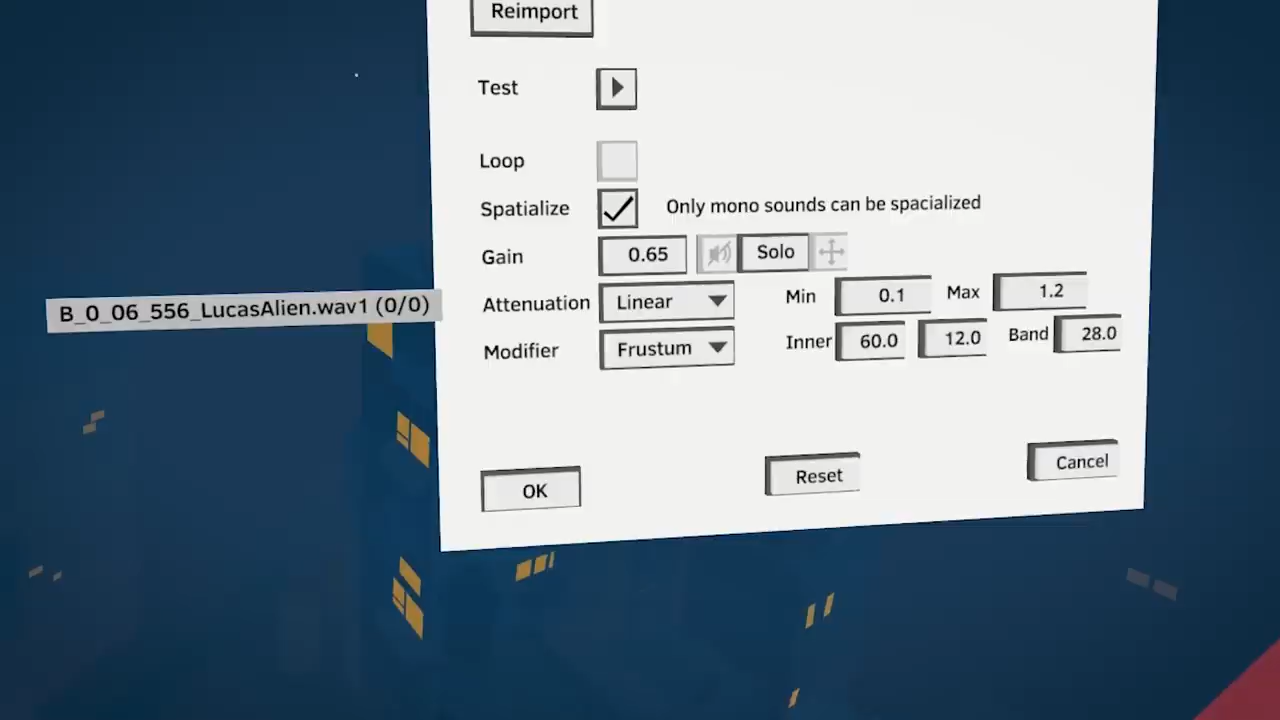 Reimport
Test
Loop
Spatialize Only mono sounds can be spacialized
Gain 0.65 Solo
Attenuation Linear Min 0.1 Max 1.2
B_0_06_556_LucasAlien.wav1 (0/0)
Modifier Frustum Inner 60.0 12.0 Band 28.0
OK Reset Cancel